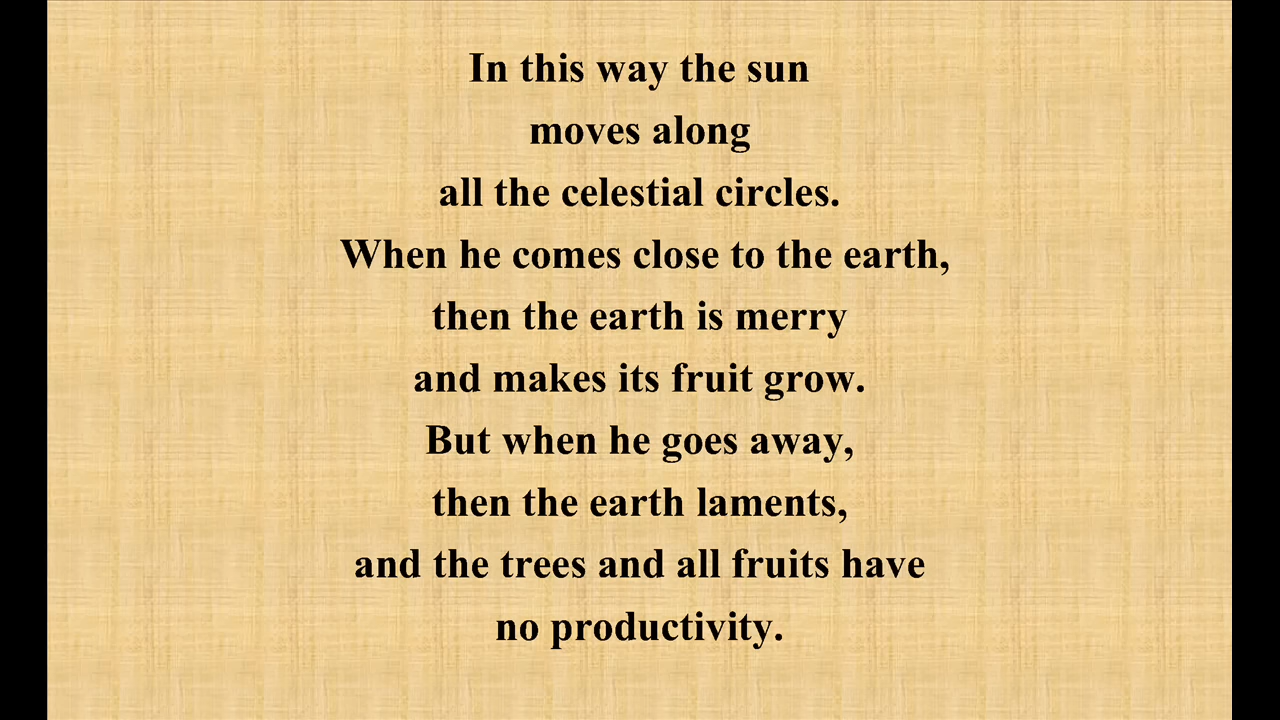 In this way the sun
moves along
all the celestial circles.
When he comes close to the earth,
then the earth is merry
and makes its fruit grow.
But when he goes away,
then the earth laments,
and the trees and all fruits have
no productivity.